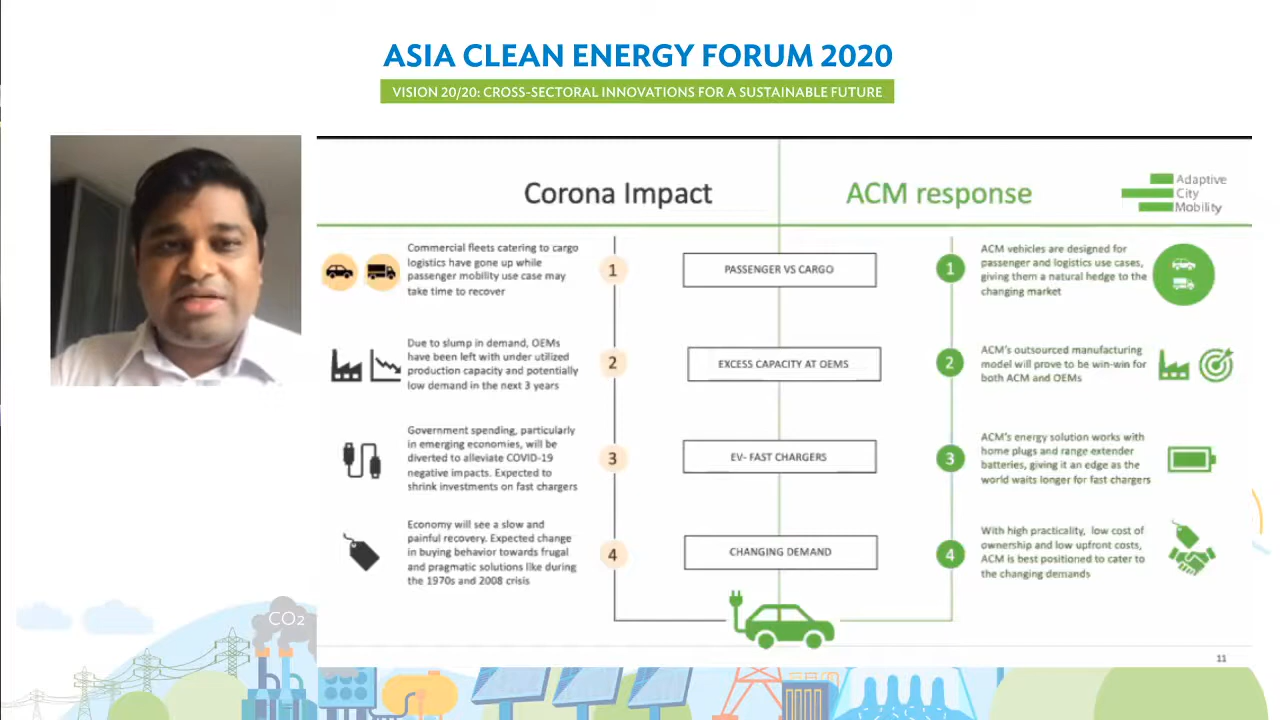 ASIA CLEAN ENERGY FORUM 2020
VISION 20/20: CROSS-SECTORAL INNOVATIONS FOR A SUSTAINABLE FUTURE
Corona Impact
ACM response
Adaptive
City
Mobility
Commercial fleets catering to cargo
logistics have gone up while
passenger mobility use case may
take time to recover
1
PASSENGER VS CARGO
1
ACM vehicles are designed for
passenger and logistics use cases,
giving them a natural hedge to the
changing market
Due to slump in demand, OEMs
have been left with under utilized
production capacity and potentially
low demand in the next 3 years
2
EXCESS CAPACITY AT OEMS
2
ACM's outsourced manufacturing
model will prove to be win-win for
both ACM and OEMs
Government spending, particularly
in emerging economies, will be
diverted to alleviate COVID-19
negative impacts. Expected to
shrink investments on fast chargers
3
EV- FAST CHARGERS
3
ACM's energy solution works with
home plugs and range extender
batteries, giving it an edge as the
world waits longer for fast chargers
Economy will see a slow and
painful recovery. Expected change
in buying behavior towards frugal
and pragmatic solutions like during
the 1970s and 2008 crisis
4
CHANGING DEMAND
4
With high practicality, low cost of
ownership and low upfront costs,
ACM is best positioned to cater to
the changing demands
CO2
11